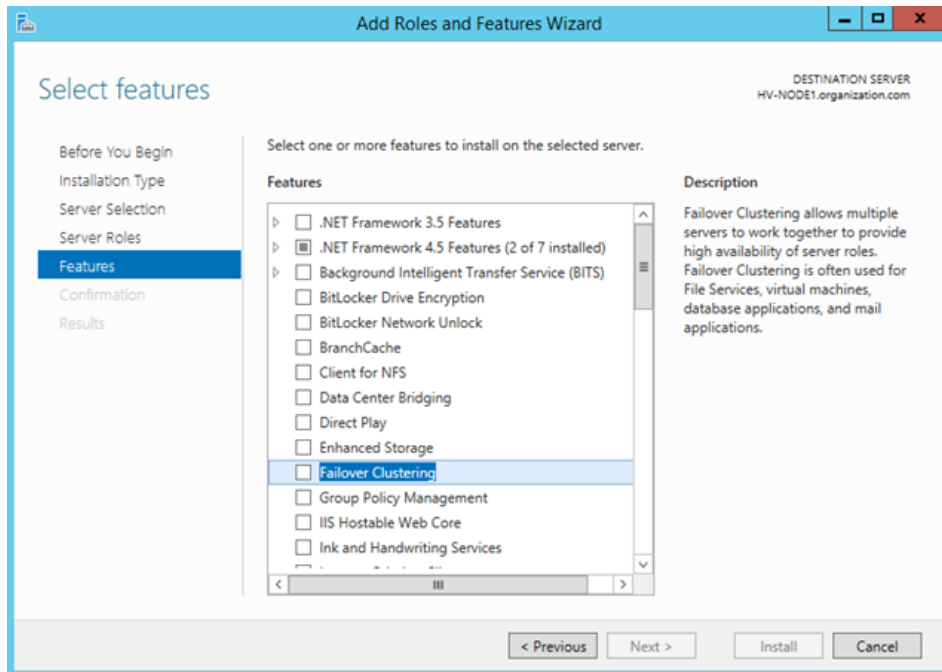 Add Roles and Features Wizard
Select features
DESTINATION SERVER
HV-NODE1.organization.com
Before You Begin
Installation Type
Server Selection
Server Roles
Features
Confirmation
Results
Select one or more features to install on the selected server.
Features
.NET Framework 3.5 Features
.NET Framework 4.5 Features (2 of 7 installed)
Background Intelligent Transfer Service (BITS)
BitLocker Drive Encryption
BitLocker Network Unlock
BranchCache
Client for NFS
Data Center Bridging
Direct Play
Enhanced Storage
Failover Clustering
Group Policy Management
IIS Hostable Web Core
Ink and Handwriting Services
Description
Failover Clustering allows multiple
servers to work together to provide
high availability of server roles.
Failover Clustering is often used for
File Services, virtual machines,
database applications, and mail
applications.
< Previous
Next >
Install
Cancel